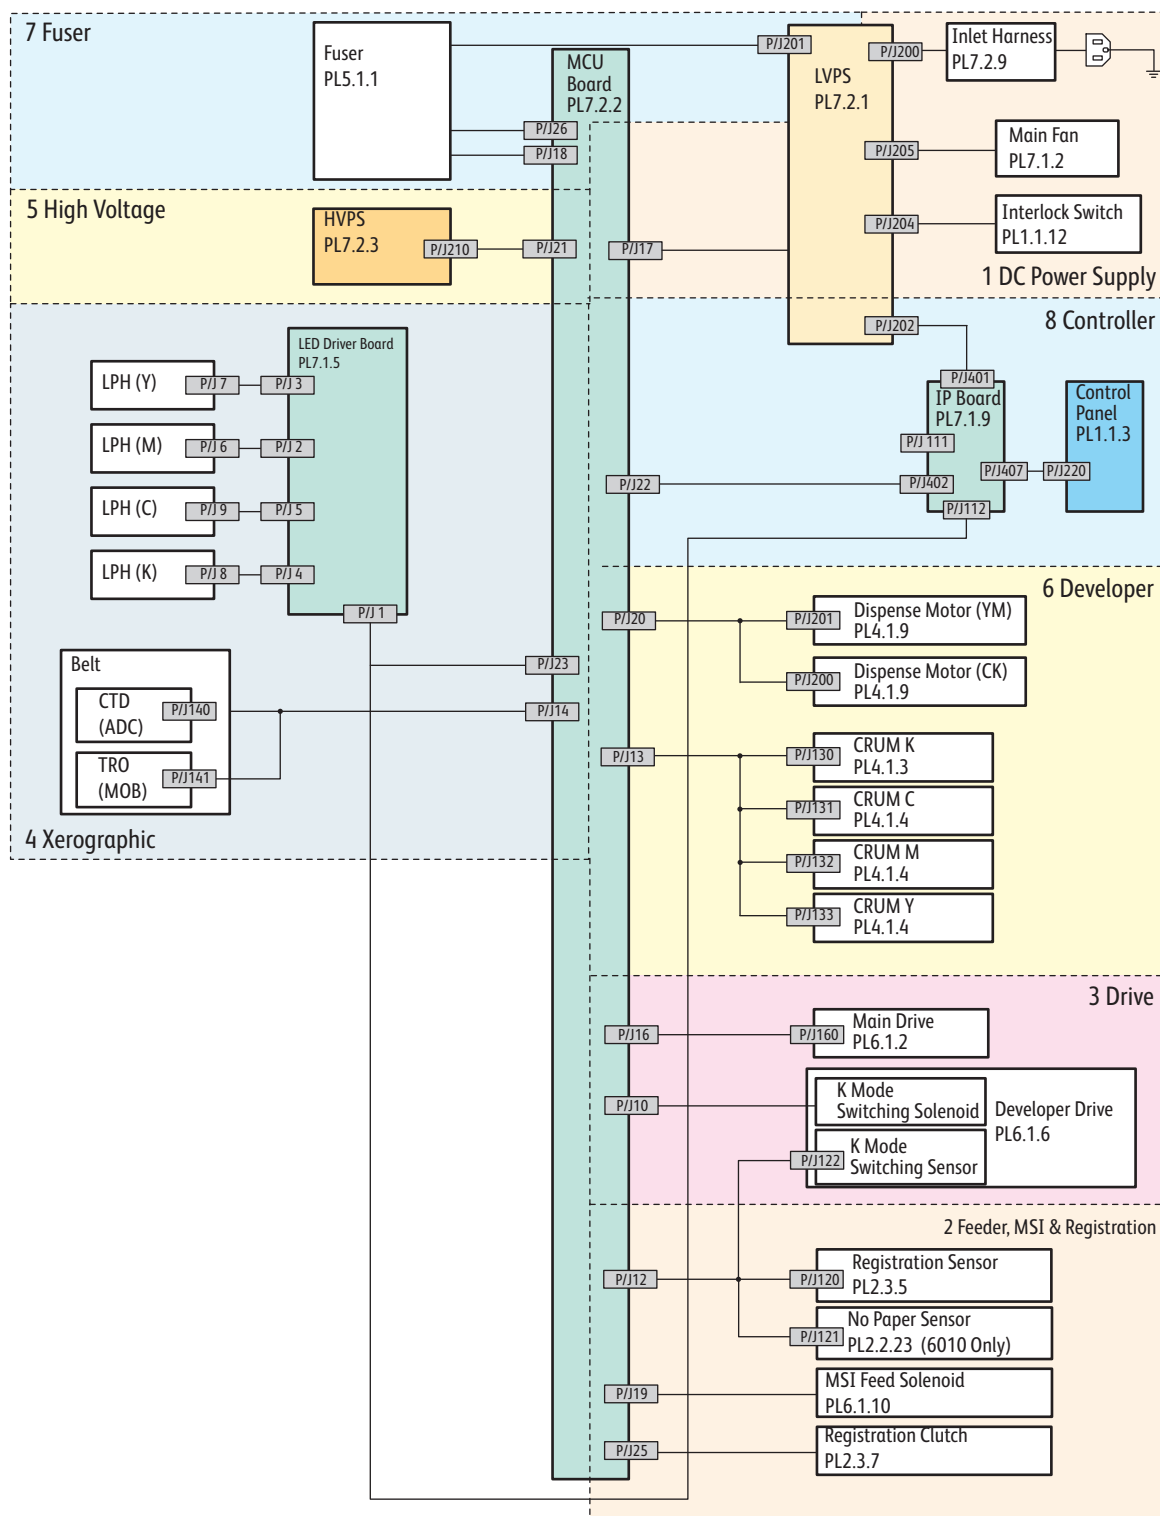 7 Fuser
Fuser
PL5.1.1
P/J26
P/J18
MCU
Board
PL7.2.2
P/J201
LVPS
PL7.2.1
P/J200
Inlet Harness
PL7.2.9
P/J205
Main Fan
PL7.1.2
P/J204
Interlock Switch
PL1.1.12
1 DC Power Supply
5 High Voltage
HVPS
PL7.2.3
P/J210
P/J21
P/J17
P/J202
8 Controller
P/J401
IP Board
PL7.1.9
P/J 111
P/J402
P/J112
P/J407
P/J220
Control
Panel
PL1.1.3
P/J22
LED Driver Board
PL7.1.5
LPH (Y)
P/J 7
P/J 3
LPH (M)
P/J 6
P/J 2
LPH (C)
P/J 9
P/J 5
LPH (K)
P/J 8
P/J 4
P/J 1
P/J23
P/J14
Belt
CTD
(ADC)
P/J140
TRO
(MOB)
P/J141
4 Xerographic
6 Developer
P/J20
P/J201
Dispense Motor (YM)
PL4.1.9
P/J200
Dispense Motor (CK)
PL4.1.9
P/J13
P/J130
CRUM K
PL4.1.3
P/J131
CRUM C
PL4.1.4
P/J132
CRUM M
PL4.1.4
P/J133
CRUM Y
PL4.1.4
3 Drive
P/J16
P/J160
Main Drive
PL6.1.2
P/J10
K Mode
Switching Solenoid
Developer Drive
PL6.1.6
P/J122
K Mode
Switching Sensor
2 Feeder, MSI & Registration
P/J12
P/J120
Registration Sensor
PL2.3.5
P/J121
No Paper Sensor
PL2.2.23 (6010 Only)
P/J19
MSI Feed Solenoid
PL6.1.10
P/J25
Registration Clutch
PL2.3.7